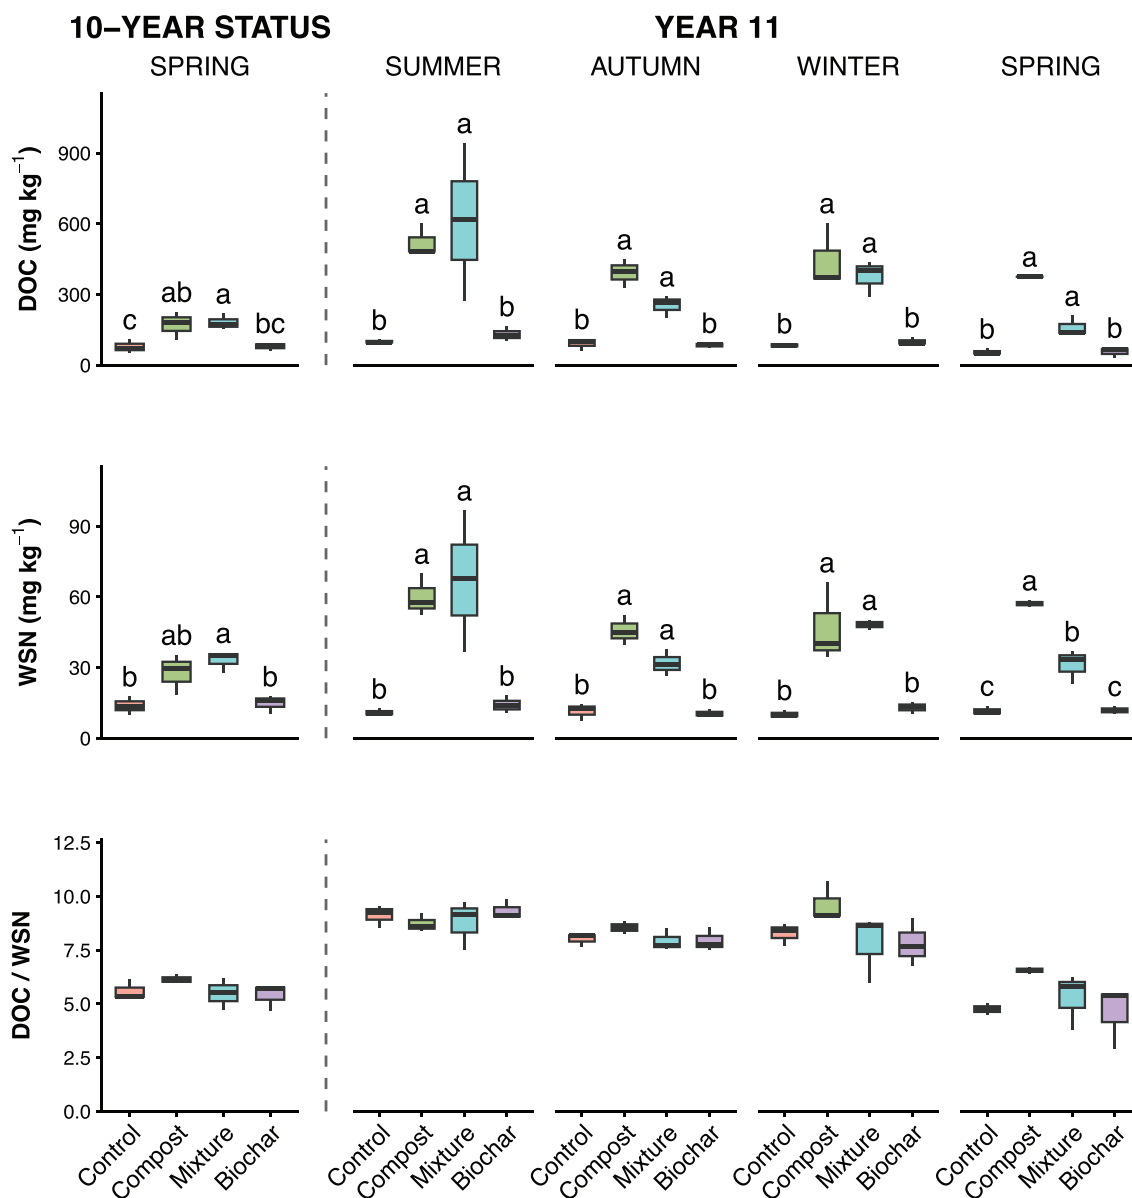 10–YEAR STATUS YEAR 11
SPRING SUMMER AUTUMN WINTER SPRING
DOC (mg kg⁻¹)
900
600
300
0
c ab a bc
b a a b
b a a b
b a a b
b a a b
WSN (mg kg⁻¹)
90
60
30
0
b ab a b
b a a b
b a a b
b a a b
c a b c
DOC / WSN
12.5
10.0
7.5
5.0
2.5
0.0
Control Compost Mixture Biochar
Control Compost Mixture Biochar
Control Compost Mixture Biochar
Control Compost Mixture Biochar
Control Compost Mixture Biochar